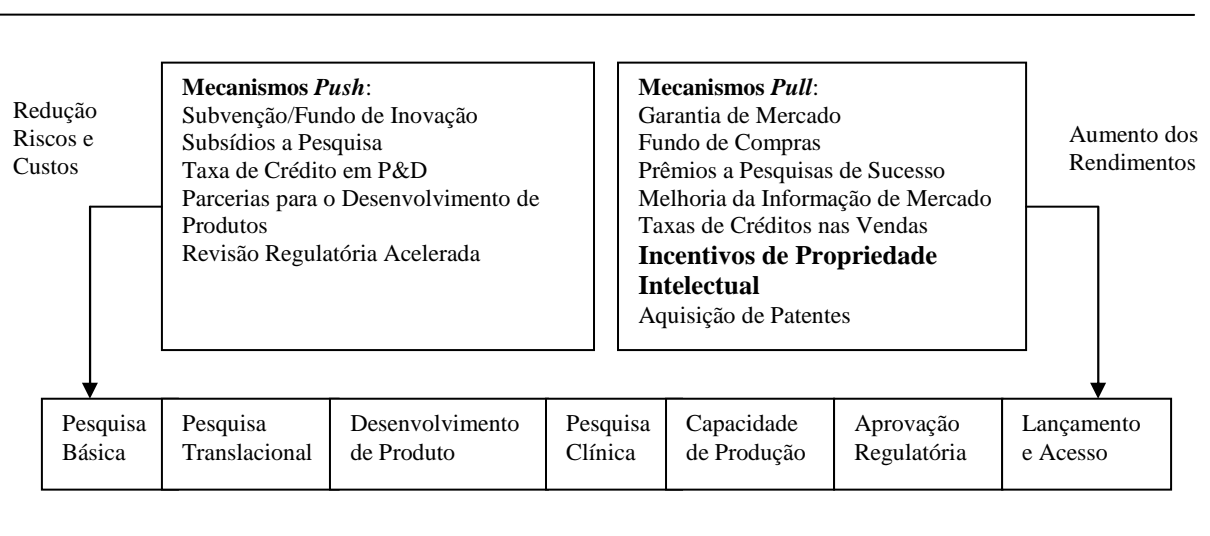 Redução
Riscos e
Custos
Mecanismos Push:
Subvenção/Fundo de Inovação
Subsídios a Pesquisa
Taxa de Crédito em P&D
Parcerias para o Desenvolvimento de
Produtos
Revisão Regulatória Acelerada
Mecanismos Pull:
Garantia de Mercado
Fundo de Compras
Prêmios a Pesquisas de Sucesso
Melhoria da Informação de Mercado
Taxas de Créditos nas Vendas
Incentivos de Propriedade
Intelectual
Aquisição de Patentes
Aumento dos
Rendimentos
Pesquisa
Básica
Pesquisa
Translacional
Desenvolvimento
de Produto
Pesquisa
Clínica
Capacidade
de Produção
Aprovação
Regulatória
Lançamento
e Acesso